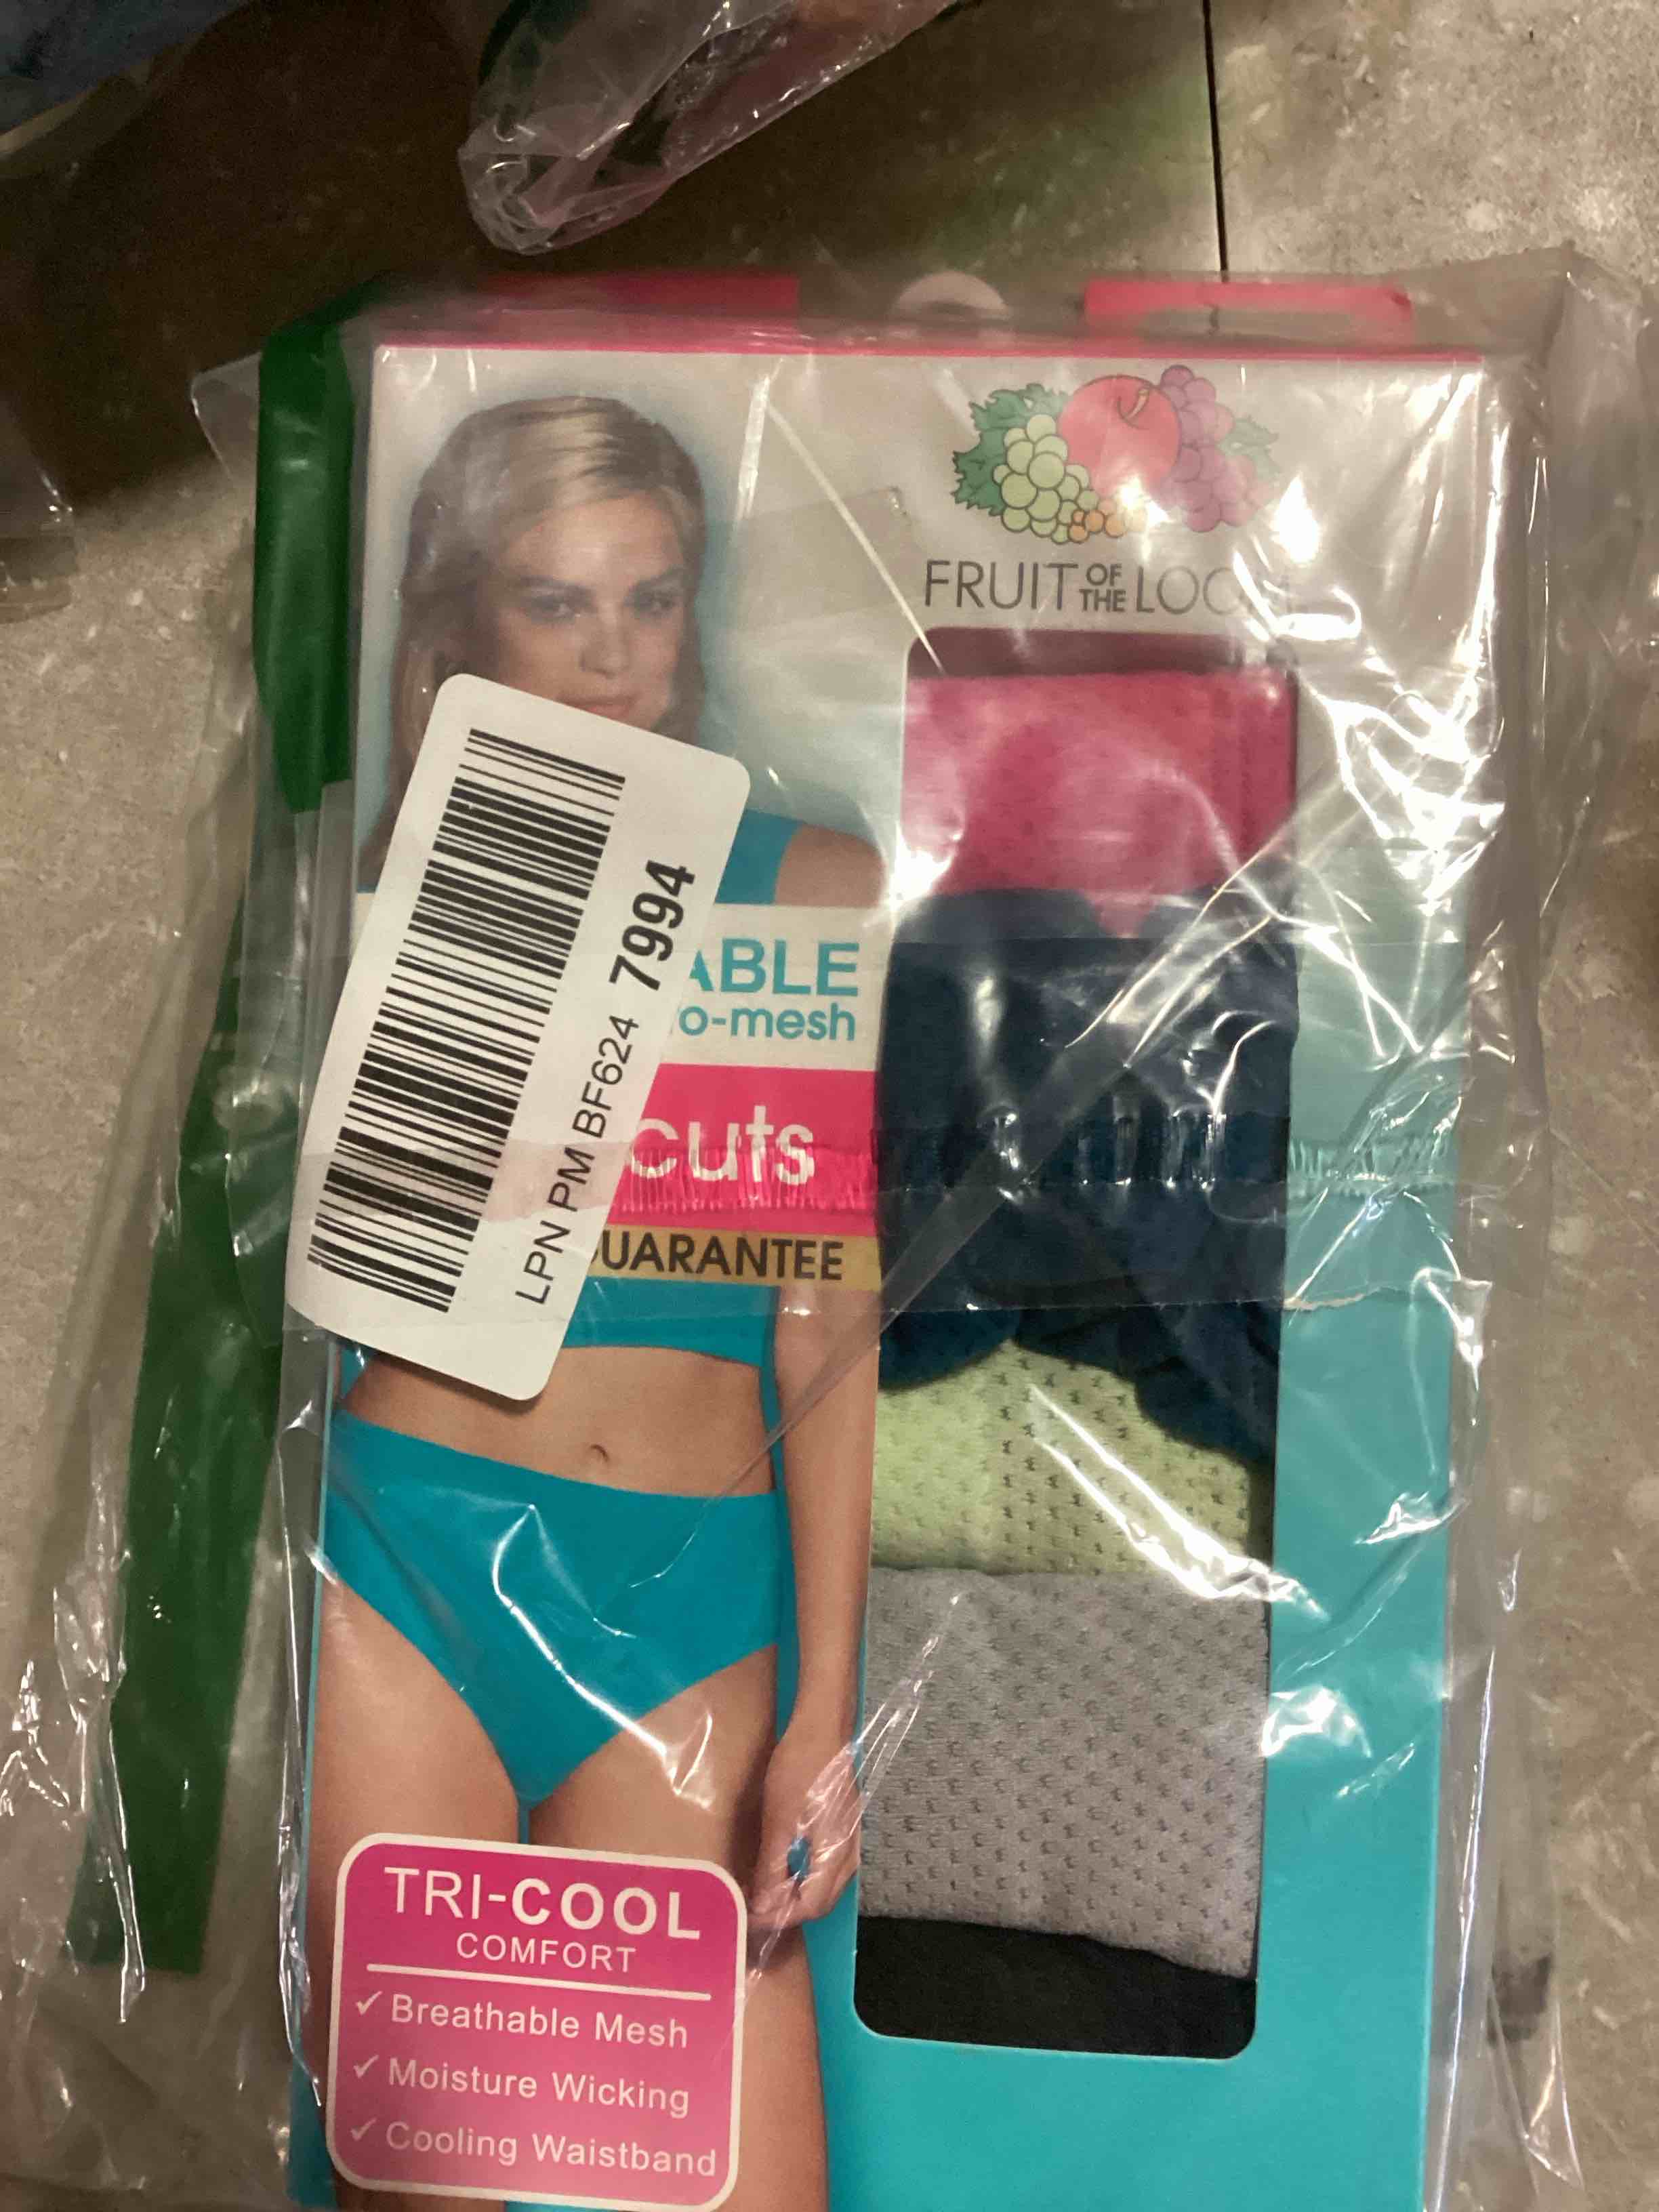 FRUIT OF THE LOOM
LPN PM BF624 7994
ABLE
o-mesh
cuts
GUARANTEE
TRI-COOL
COMFORT
✓ Breathable Mesh
✓ Moisture Wicking
✓ Cooling Waistband